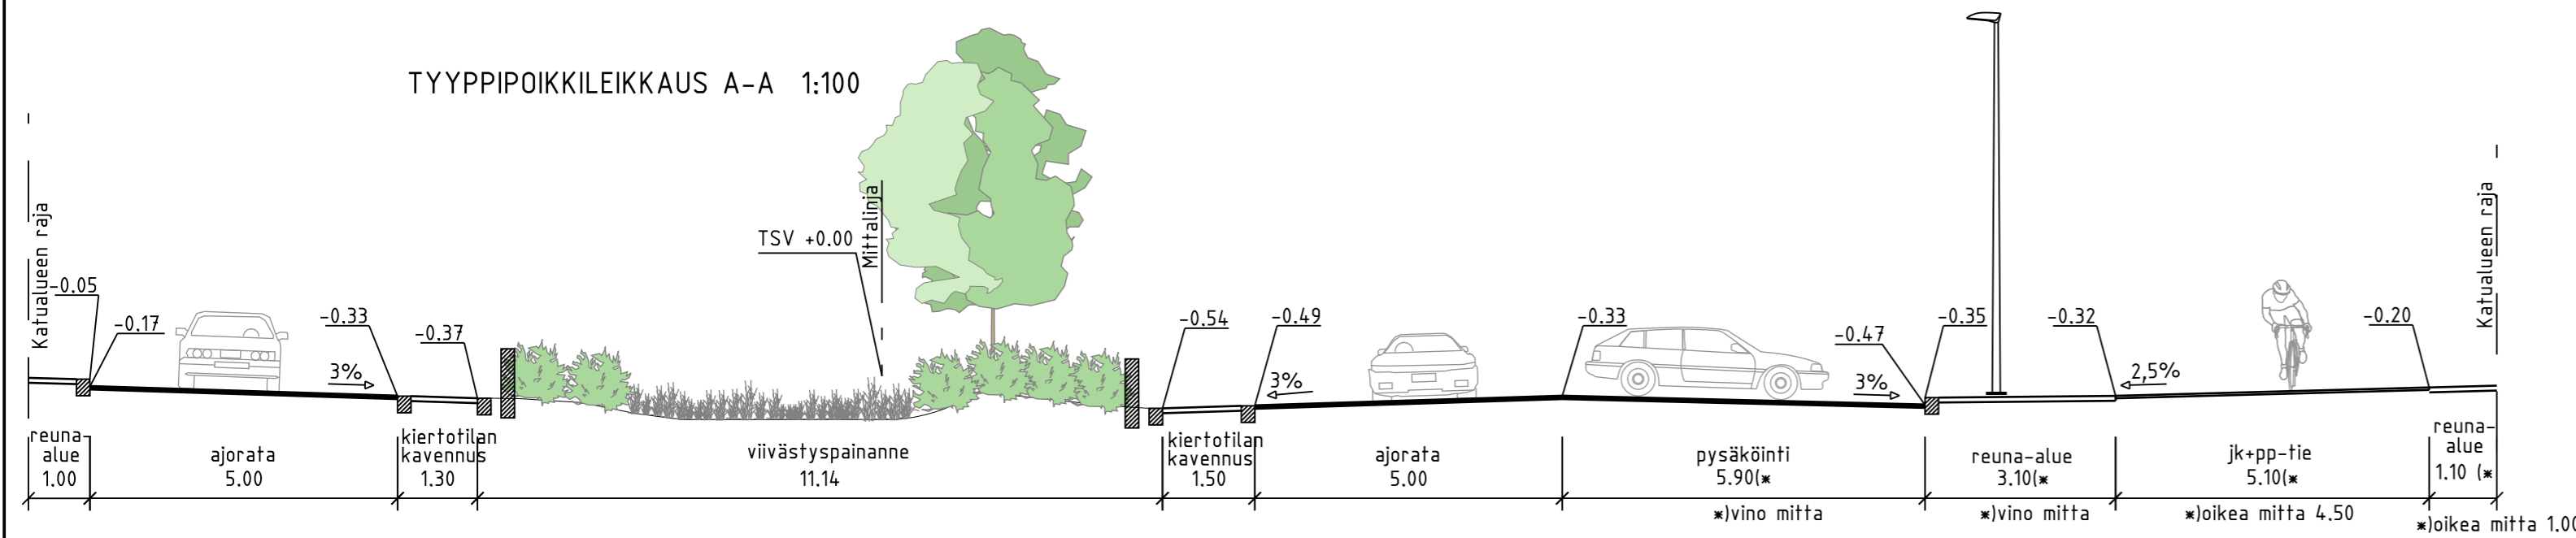 TYYPPIPOIKKILEIKKAUS A-A 1:100
Katualueen raja
-0.05
-0.17
3%
-0.33
-0.37
TSV +0.00
Mittalinja
-0.54
-0.49
3%
-0.33
-0.47
3%
-0.35
-0.32
2,5%
-0.20
Katualueen raja
reuna-
alue
1.00
ajorata
5.00
kiertotilan
kavennus
1.30
viivästyspainanne
11.14
kiertotilan
kavennus
1.50
ajorata
5.00
pysäköinti
5.90(*
*)vino mitta
reuna-alue
3.10(*
*)vino mitta
jk+pp-tie
5.10(*
*)oikea mitta 4.50
reuna-
alue
1.10 (*
*)oikea mitta 1.00